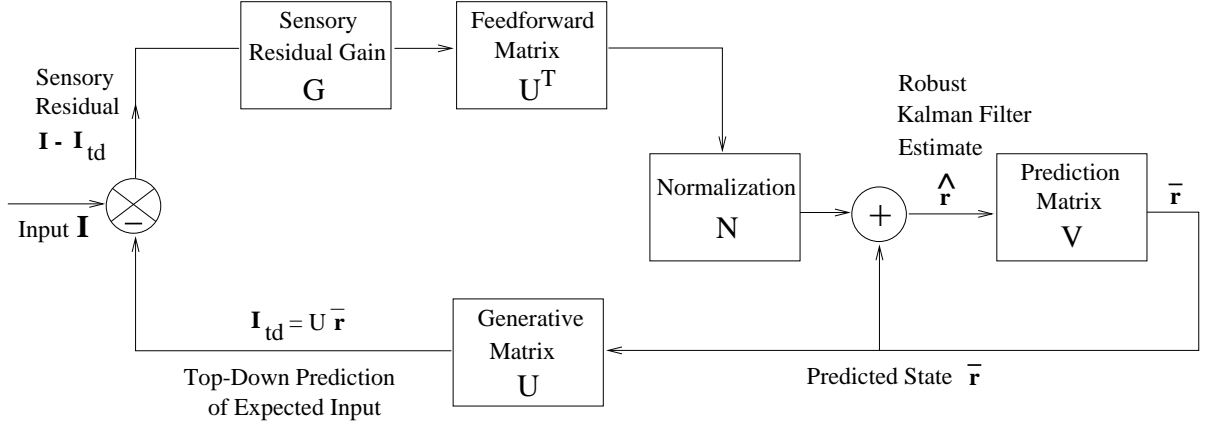 Sensory
Residual Gain
G
Feedforward
Matrix
U^T
Sensory
Residual
I - I_td
Input I
−
Normalization
N
+
Robust
Kalman Filter
Estimate
r̂
Prediction
Matrix
V
r̄
I_td = U r̄
Top-Down Prediction
of Expected Input
Generative
Matrix
U
Predicted State r̄